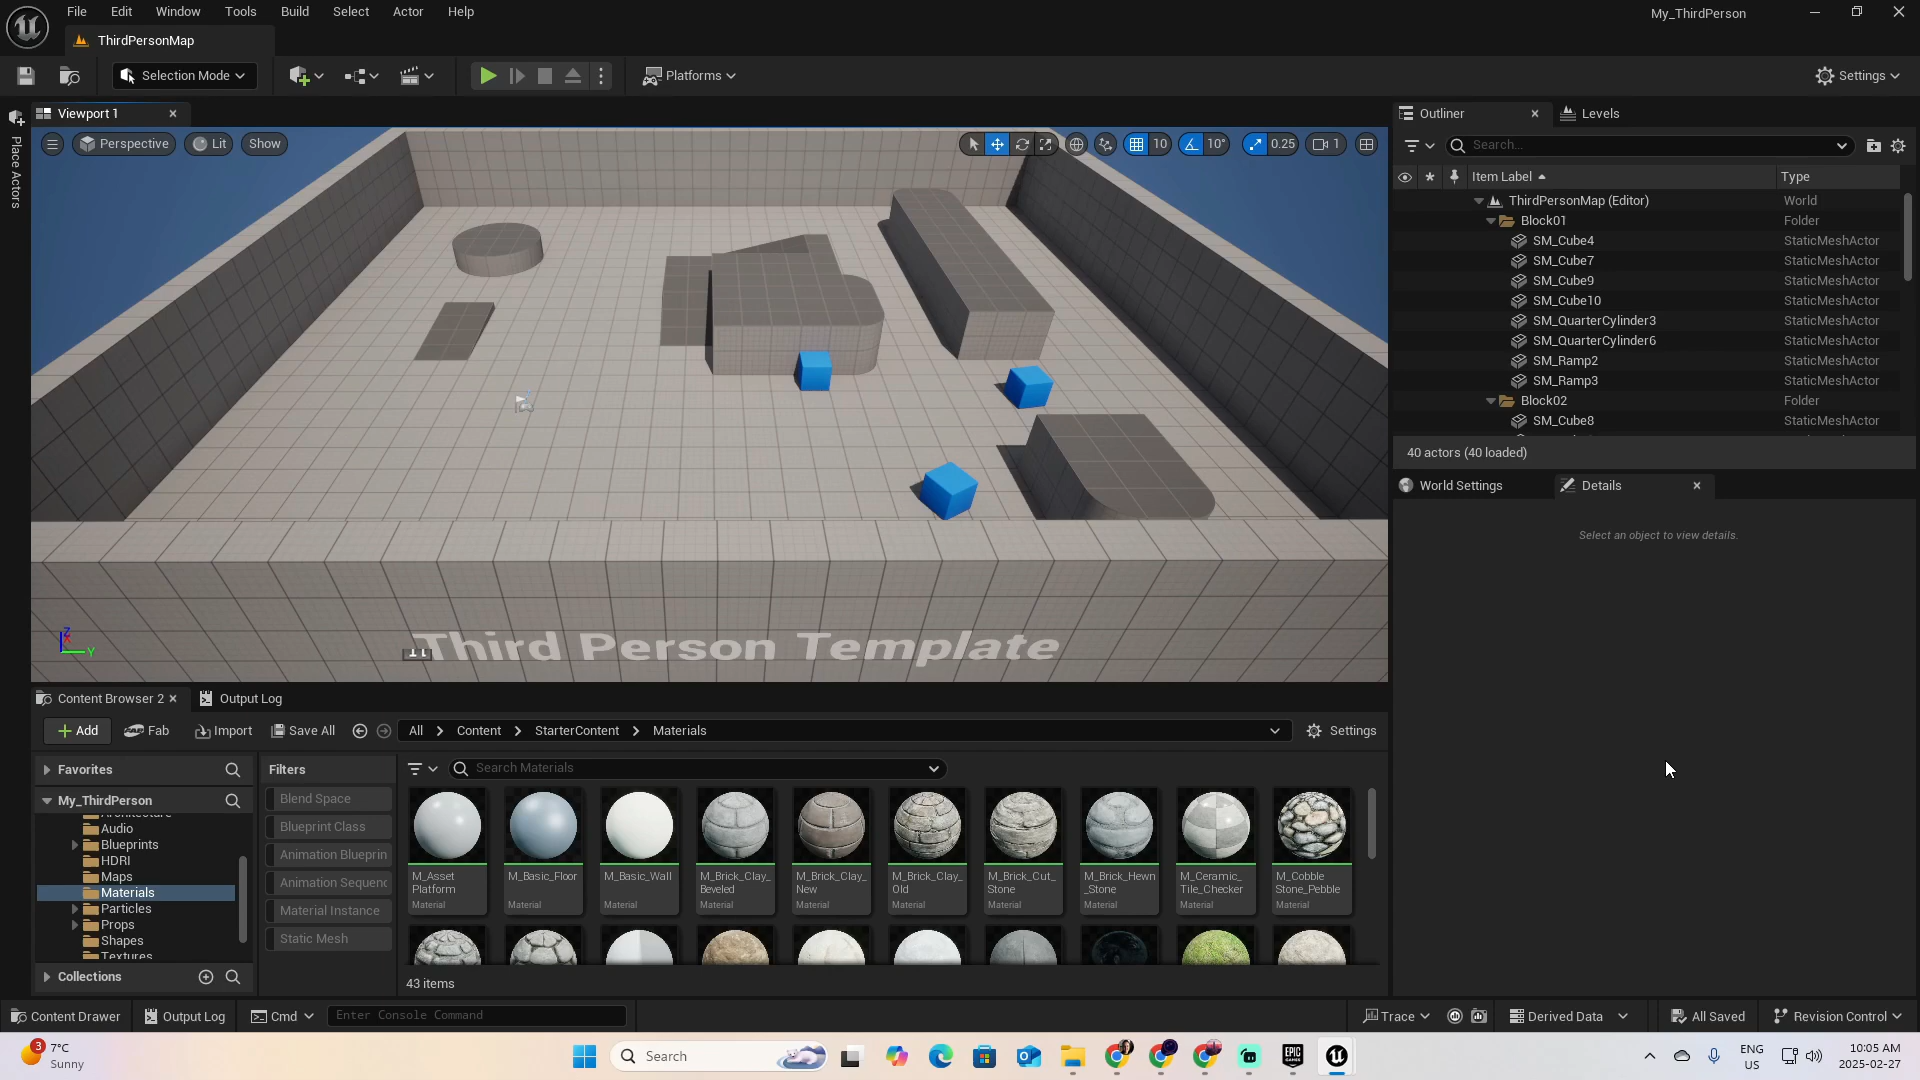 File Edit Window Tools Build Select Actor Help
My_ThirdPerson
ThirdPersonMap
Selection Mode
Platforms
Settings
Viewport 1
Perspective
Lit
Show
10
10°
0.25
1
Place Actors
Third Person Template
Z
Y
Outliner
Levels
Search...
Item Label
Type
ThirdPersonMap (Editor) World
Block01 Folder
SM_Cube4 StaticMeshActor
SM_Cube7 StaticMeshActor
SM_Cube9 StaticMeshActor
SM_Cube10 StaticMeshActor
SM_QuarterCylinder3 StaticMeshActor
SM_QuarterCylinder6 StaticMeshActor
SM_Ramp2 StaticMeshActor
SM_Ramp3 StaticMeshActor
Block02 Folder
SM_Cube8 StaticMeshActor
40 actors (40 loaded)
World Settings
Details
Select an object to view details.
Content Browser 2
Output Log
Add
Fab
Import
Save All
All > Content > StarterContent > Materials
Settings
Favorites
My_ThirdPerson
Architecture
Audio
Blueprints
HDRI
Maps
Materials
Particles
Props
Shapes
Textures
Collections
Filters
Blend Space
Blueprint Class
Animation Blueprin
Animation Sequenc
Material Instance
Static Mesh
Search Materials
M_Asset
Platform
Material
M_Basic_Floor
Material
M_Basic_Wall
Material
M_Brick_Clay_
Beveled
Material
M_Brick_Clay_
New
Material
M_Brick_Clay_
Old
Material
M_Brick_Cut_
Stone
Material
M_Brick_Hewn
_Stone
Material
M_Ceramic_
Tile_Checker
Material
M_Cobble
Stone_Pebble
Material
43 items
Content Drawer
Output Log
Cmd
Enter Console Command
Trace
Derived Data
All Saved
Revision Control
3
7°C
Sunny
Search
EPIC
GAMES
ENG
US
10:05 AM
2025-02-27